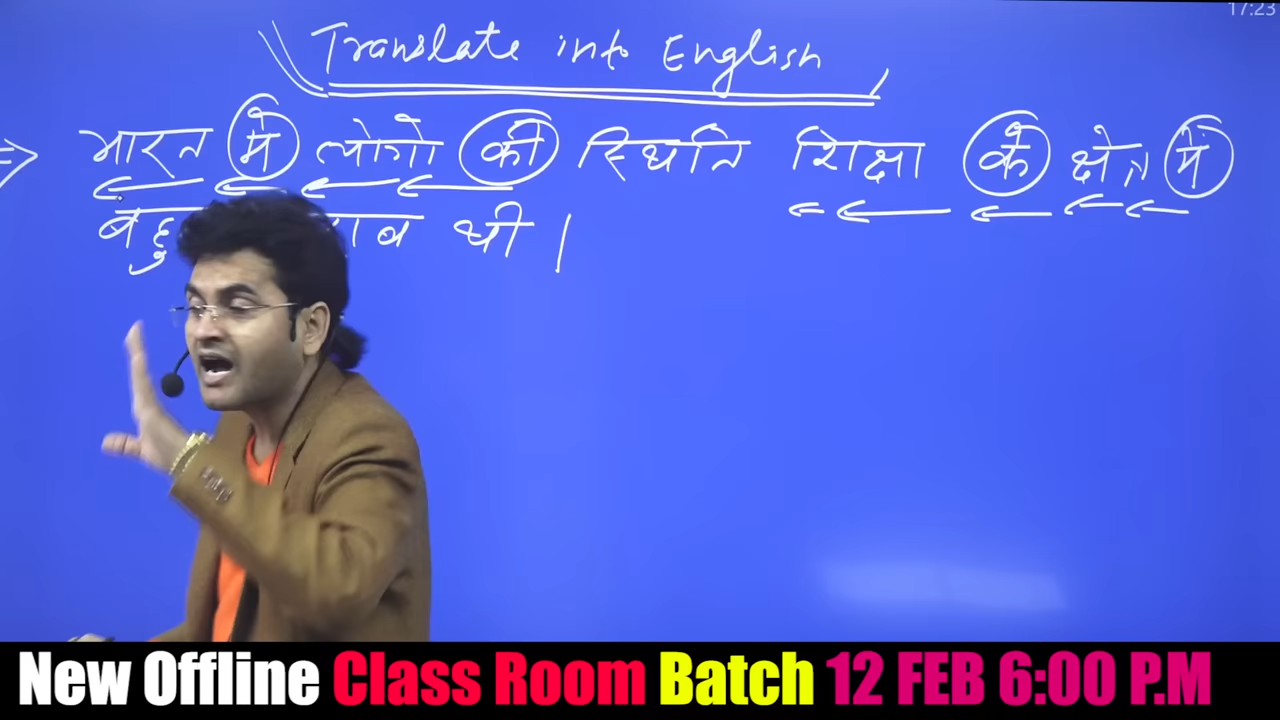 17:23
Translate into English
भारत में लोगो की स्थिति शिक्षा के क्षेत्र में
थी।
New Offline Class Room Batch 12 FEB 6:00 P.M